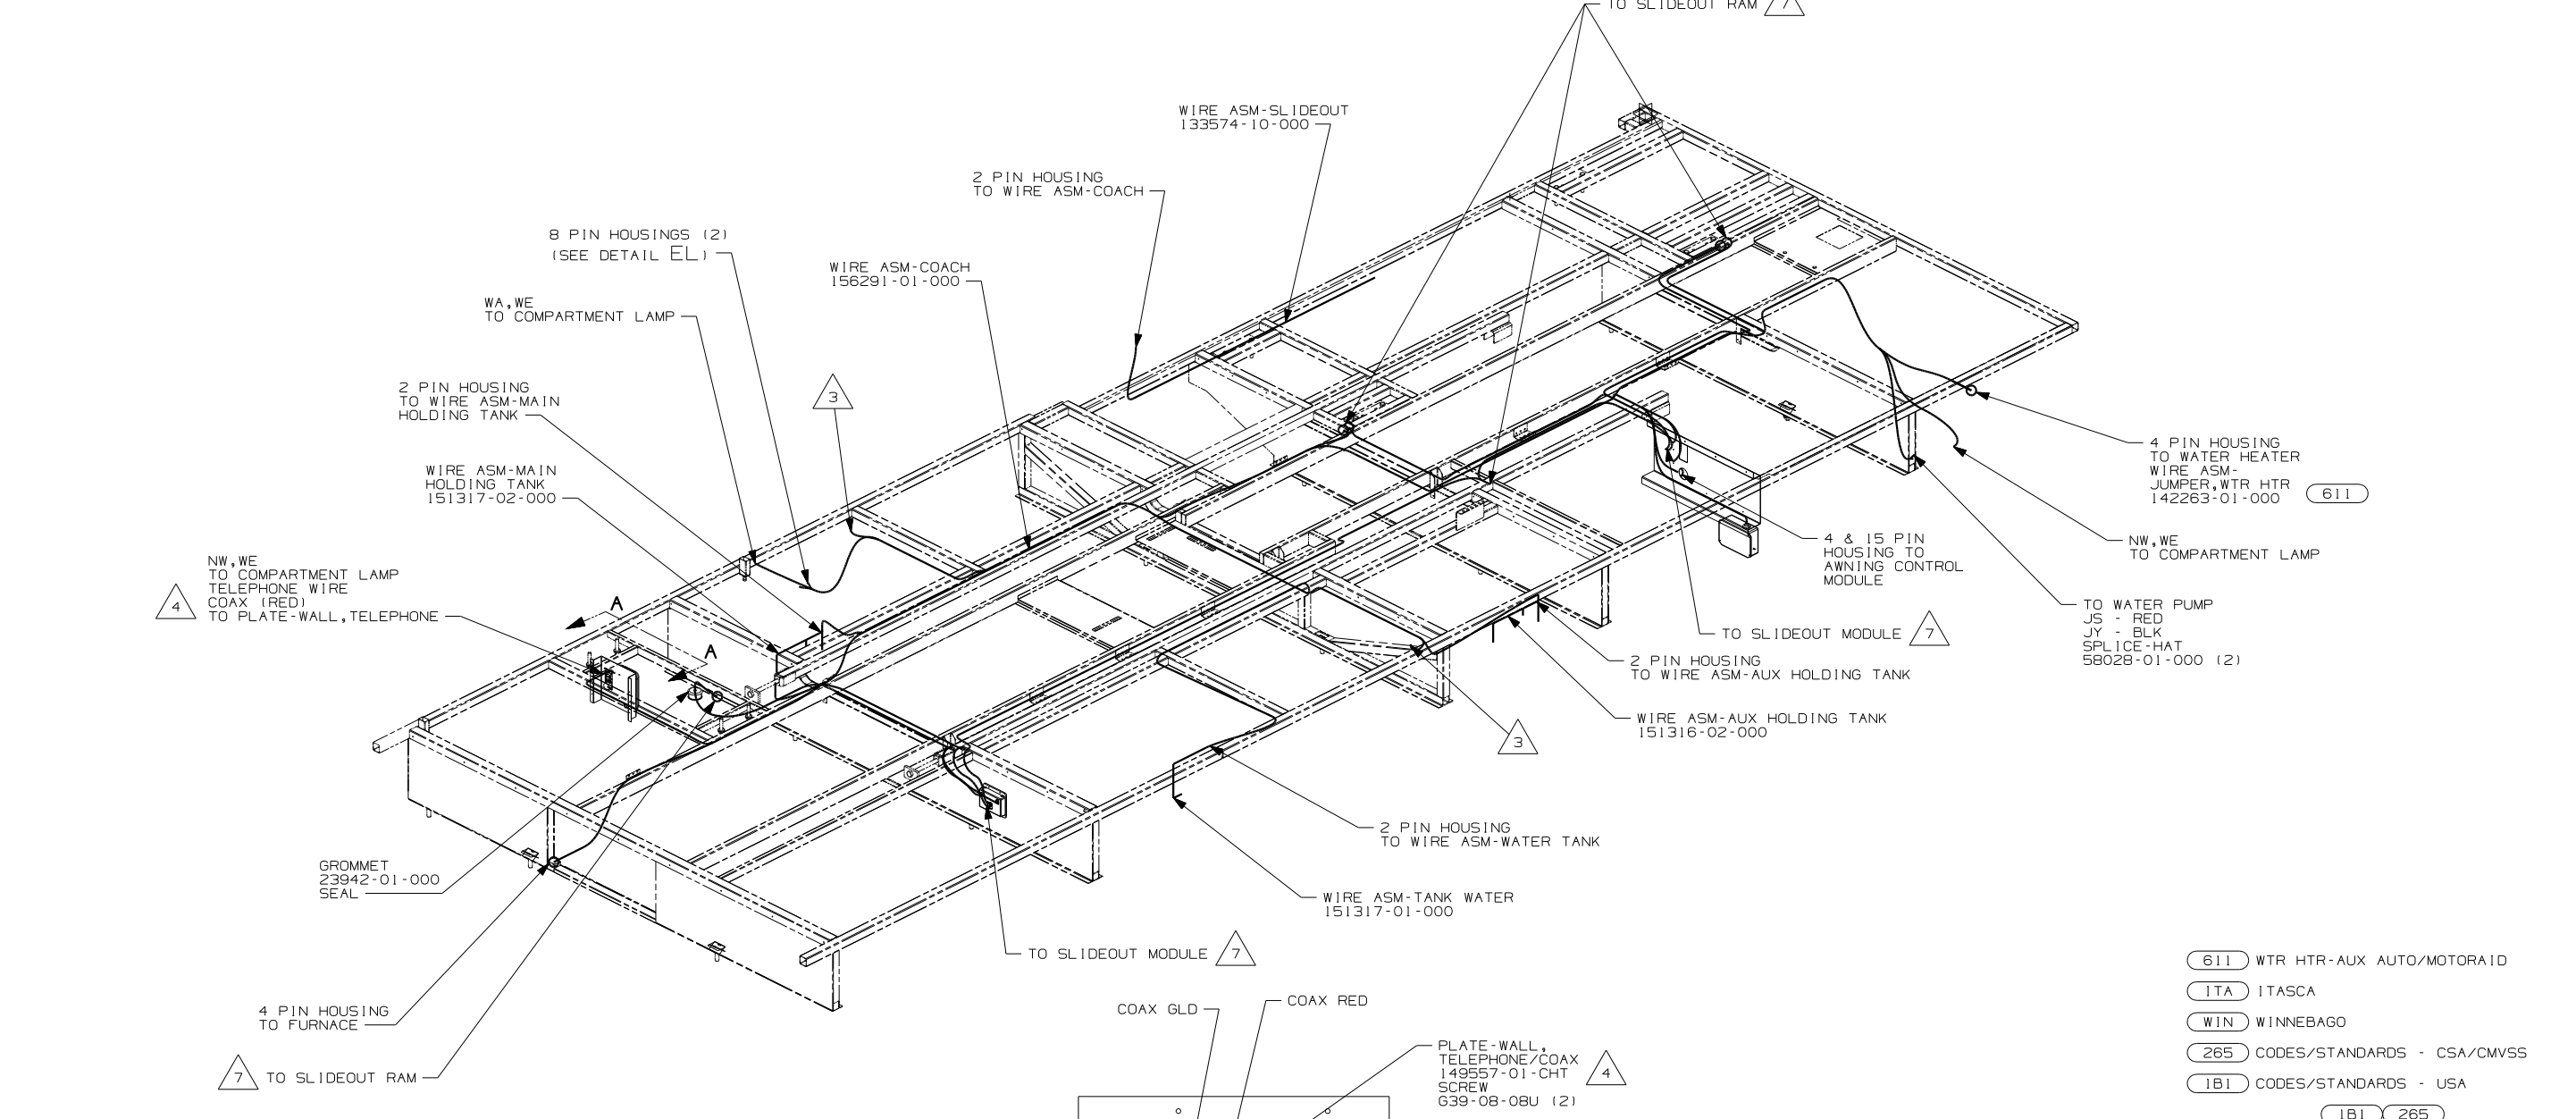 TO SLIDEOUT RAM 7
WIRE ASM-SLIDEOUT
133574-10-000
2 PIN HOUSING
TO WIRE ASM-COACH
8 PIN HOUSINGS (2)
(SEE DETAIL EL)
WIRE ASM-COACH
156291-01-000
WA,WE
TO COMPARTMENT LAMP
3
2 PIN HOUSING
TO WIRE ASM-MAIN
HOLDING TANK
WIRE ASM-MAIN
HOLDING TANK
151317-02-000
NW,WE
TO COMPARTMENT LAMP
TELEPHONE WIRE
COAX (RED)
TO PLATE-WALL,TELEPHONE
4
A
A
4 PIN HOUSING
TO WATER HEATER
WIRE ASM-
JUMPER,WTR HTR
142263-01-000 611
NW,WE
TO COMPARTMENT LAMP
4 & 15 PIN
HOUSING TO
AWNING CONTROL
MODULE
TO WATER PUMP
JS - RED
JY - BLK
SPLICE-HAT
58028-01-000 (2)
TO SLIDEOUT MODULE 7
2 PIN HOUSING
TO WIRE ASM-AUX HOLDING TANK
WIRE ASM-AUX HOLDING TANK
151316-02-000
3
2 PIN HOUSING
TO WIRE ASM-WATER TANK
WIRE ASM-TANK WATER
151317-01-000
GROMMET
23942-01-000
SEAL
TO SLIDEOUT MODULE 7
4 PIN HOUSING
TO FURNACE
7 TO SLIDEOUT RAM
COAX GLD
COAX RED
PLATE-WALL,
TELEPHONE/COAX
149557-01-CHT
SCREW
G39-08-08U (2)
4
611 WTR HTR-AUX AUTO/MOTORAID
1TA ITASCA
WIN WINNEBAGO
265 CODES/STANDARDS - CSA/CMVSS
1B1 CODES/STANDARDS - USA
1B1 265